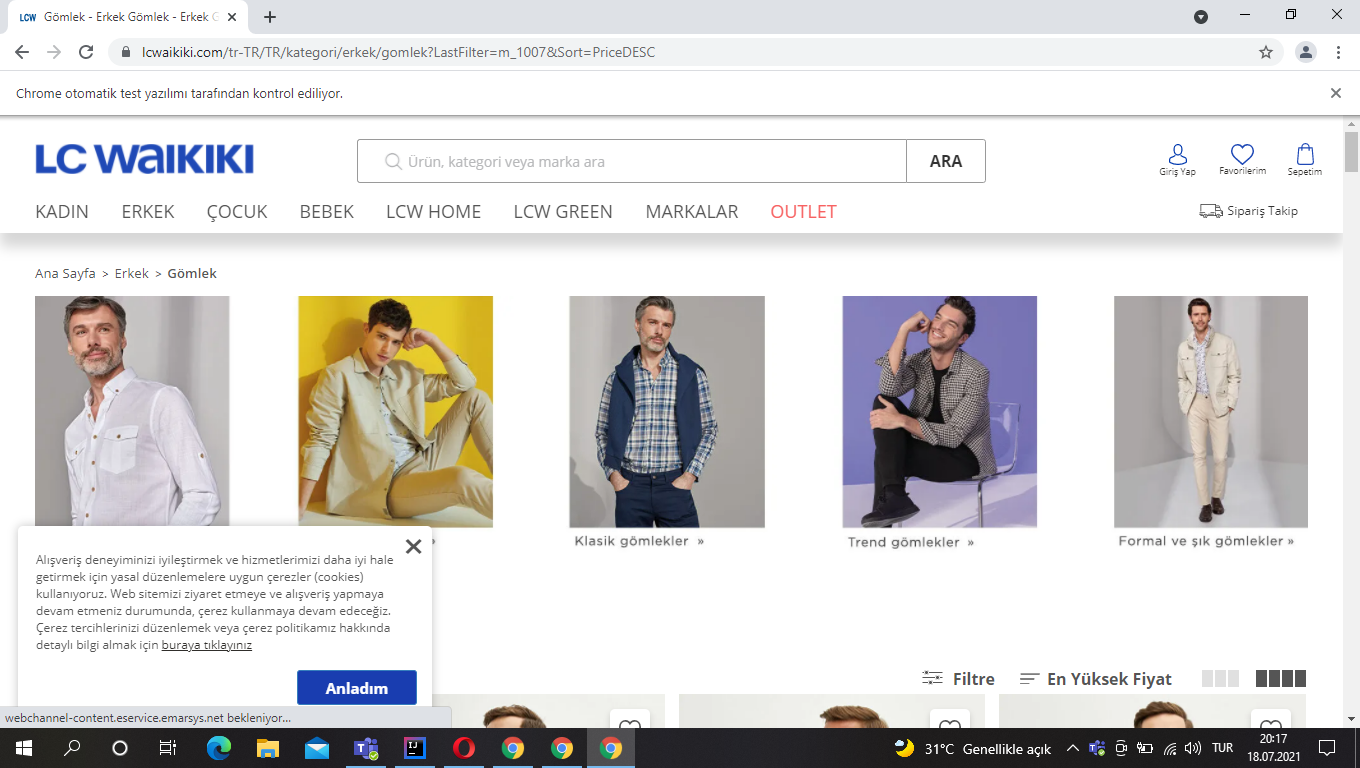 LCW Gömlek - Erkek Gömlek - Erkek G
lcwaikiki.com/tr-TR/TR/kategori/erkek/gomlek?LastFilter=m_1007&Sort=PriceDESC
Chrome otomatik test yazılımı tarafından kontrol ediliyor.
LC WAIKIKI
Ürün, kategori veya marka ara
ARA
Giriş Yap
Favorilerim
Sepetim
KADIN ERKEK ÇOCUK BEBEK LCW HOME LCW GREEN MARKALAR OUTLET
Sipariş Takip
Ana Sayfa > Erkek > Gömlek
Klasik gömlekler »
Trend gömlekler »
Formal ve şık gömlekler »
Alışveriş deneyiminizi iyileştirmek ve hizmetlerimizi daha iyi hale
getirmek için yasal düzenlemelere uygun çerezler (cookies)
kullanıyoruz. Web sitemizi ziyaret etmeye ve alışveriş yapmaya
devam etmeniz durumunda, çerez kullanmaya devam edeceğiz.
Çerez tercihlerinizi düzenlemek veya çerez politikamız hakkında
detaylı bilgi almak için buraya tıklayınız
Anladım
Filtre
En Yüksek Fiyat
webchannel-content.eservice.emarsys.net bekleniyor...
31°C Genellikle açık
TUR
20:17
18.07.2021